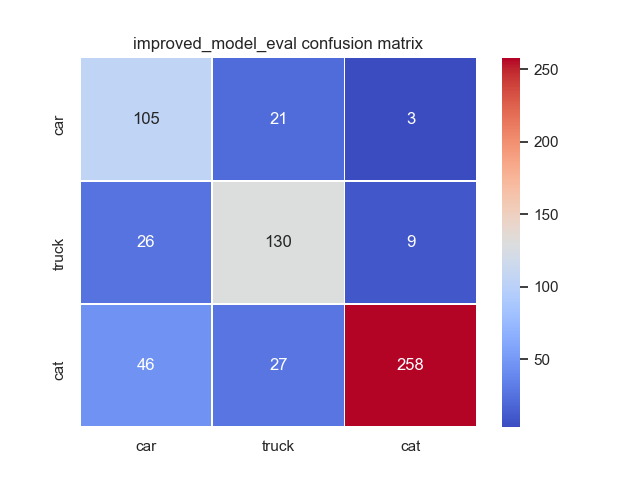 improved_model_eval confusion matrix
car 105 21 3
truck 26 130 9
cat 46 27 258
car truck cat
250
200
150
100
50